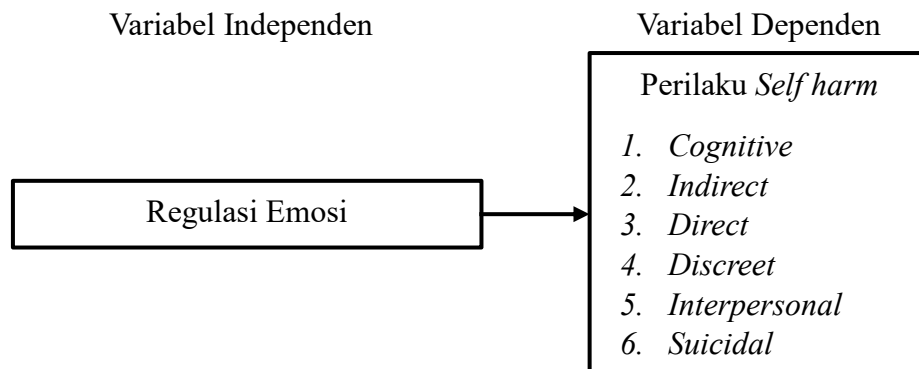 Variabel Independen
Variabel Dependen
Perilaku Self harm
1. Cognitive
2. Indirect
Regulasi Emosi
3. Direct
4. Discreet
5. Interpersonal
6. Suicidal